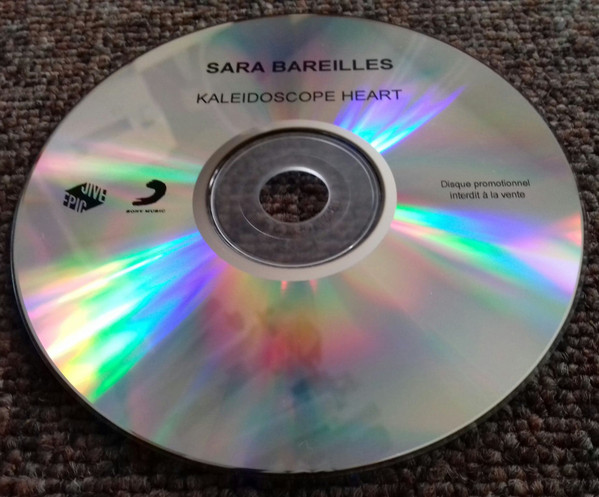 SARA BAREILLES
KALEIDOSCOPE HEART
JIVE
EPIC
SONY MUSIC
Disque promotionnel
interdit à la vente